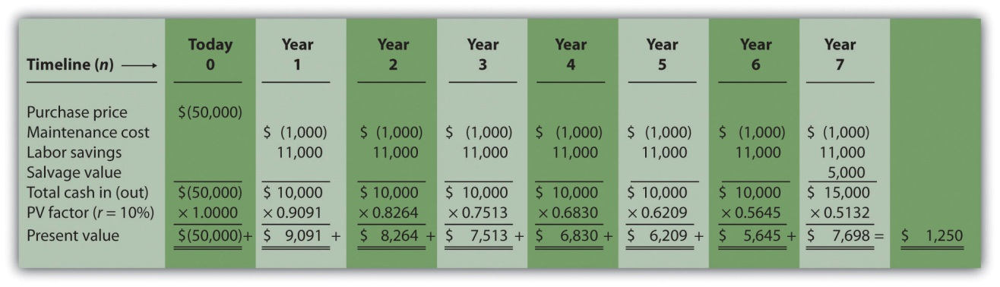 Today Year Year Year Year Year Year Year
Timeline (n) ⟶ 0 1 2 3 4 5 6 7
Purchase price $(50,000)
Maintenance cost $ (1,000) $ (1,000) $ (1,000) $ (1,000) $ (1,000) $ (1,000) $ (1,000)
Labor savings 11,000 11,000 11,000 11,000 11,000 11,000 11,000
Salvage value 5,000
Total cash in (out) $(50,000) $ 10,000 $ 10,000 $ 10,000 $ 10,000 $ 10,000 $ 10,000 $ 15,000
PV factor (r = 10%) × 1.0000 × 0.9091 × 0.8264 × 0.7513 × 0.6830 × 0.6209 × 0.5645 × 0.5132
Present value $(50,000)+ $ 9,091 + $ 8,264 + $ 7,513 + $ 6,830 + $ 6,209 + $ 5,645 + $ 7,698 = $ 1,250